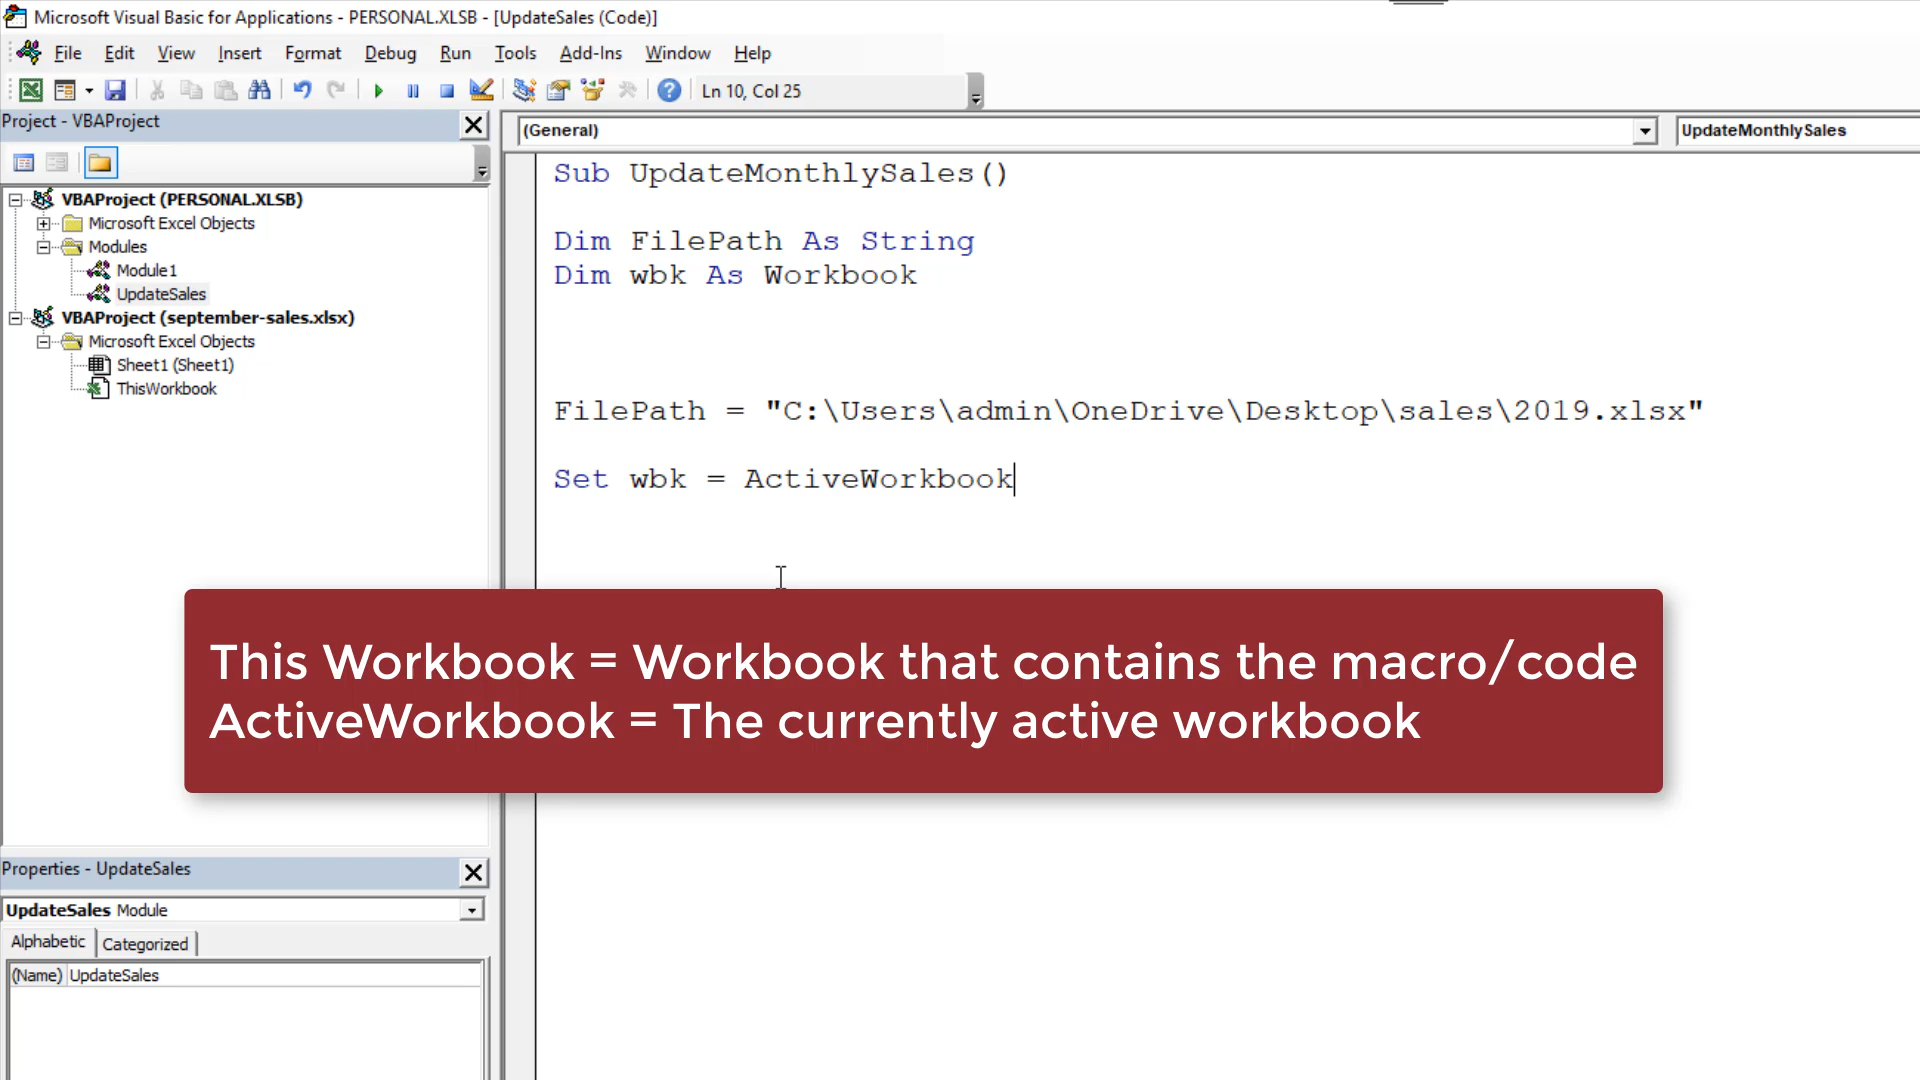 Microsoft Visual Basic for Applications - PERSONAL.XLSB - [UpdateSales (Code)]
File Edit View Insert Format Debug Run Tools Add-Ins Window Help
Ln 10, Col 25
Project - VBAProject
(General)
UpdateMonthlySales
VBAProject (PERSONAL.XLSB)
Microsoft Excel Objects
Modules
Module1
UpdateSales
VBAProject (september-sales.xlsx)
Microsoft Excel Objects
Sheet1 (Sheet1)
ThisWorkbook
Sub UpdateMonthlySales()
Dim FilePath As String
Dim wbk As Workbook
FilePath = "C:\Users\admin\OneDrive\Desktop\sales\2019.xlsx"
Set wbk = ActiveWorkbook
This Workbook = Workbook that contains the macro/code
ActiveWorkbook = The currently active workbook
Properties - UpdateSales
UpdateSales Module
Alphabetic Categorized
(Name) UpdateSales